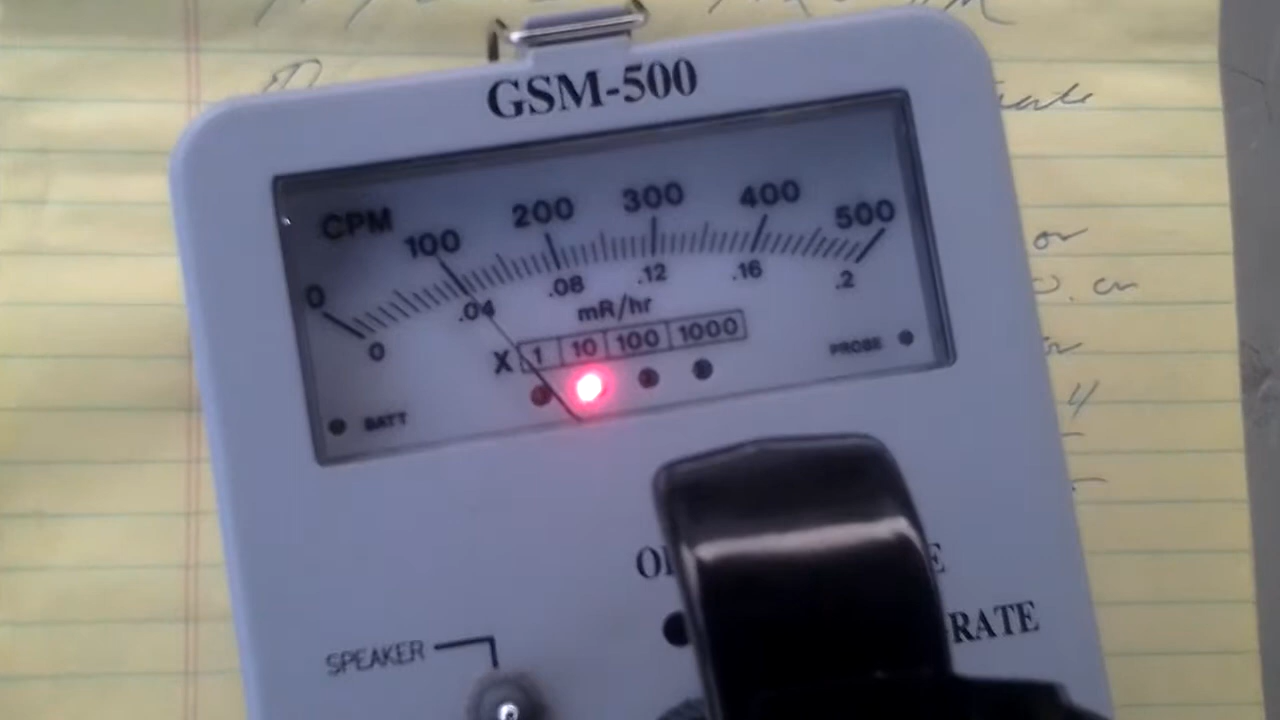 GSM-500
CPM
0 100 200 300 400 500
0 .04 .08 .12 .16 .2
mR/hr
X 1 10 100 1000
BATT
PROBE
RATE
SPEAKER
or